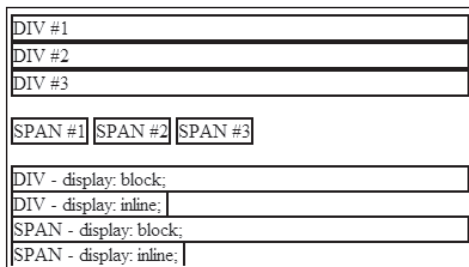 DIV #1
DIV #2
DIV #3
SPAN #1 SPAN #2 SPAN #3
DIV - display: block;
DIV - display: inline;
SPAN - display: block;
SPAN - display: inline;